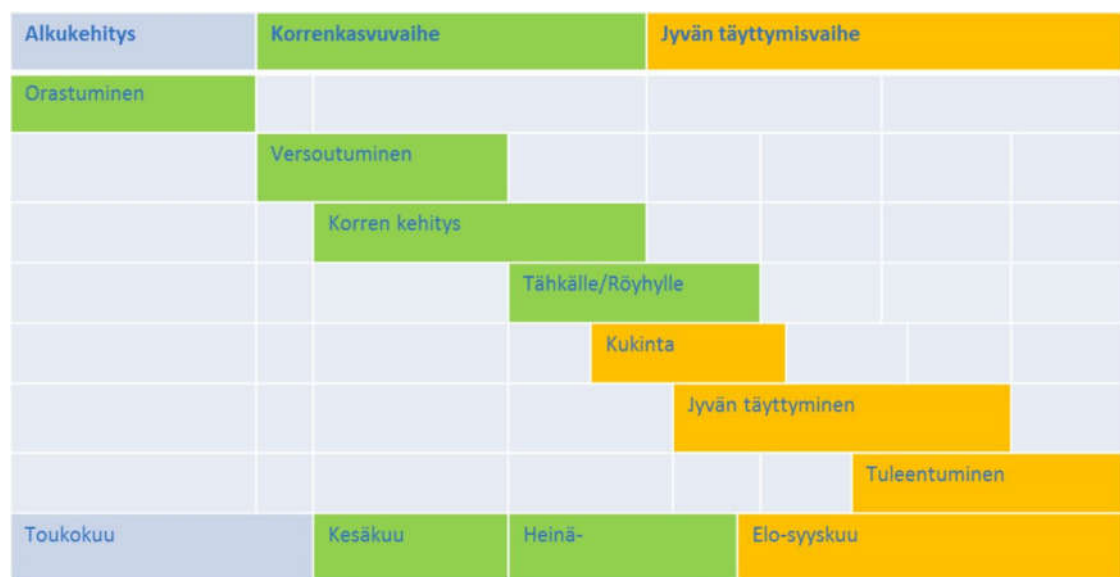 Alkukehitys Korrenkasvuvaihe Jyvän täyttymisvaihe
Orastuminen
Versoutuminen
Korren kehitys
Tähkälle/Röyhylle
Kukinta
Jyvän täyttyminen
Tuleentuminen
Toukokuu Kesäkuu Heinä- Elo-syyskuu